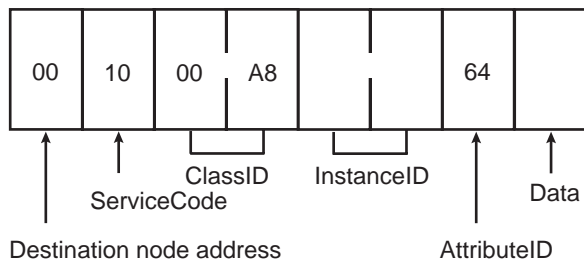 00 10 00 A8 64
ClassID InstanceID
ServiceCode Data
Destination node address AttributeID